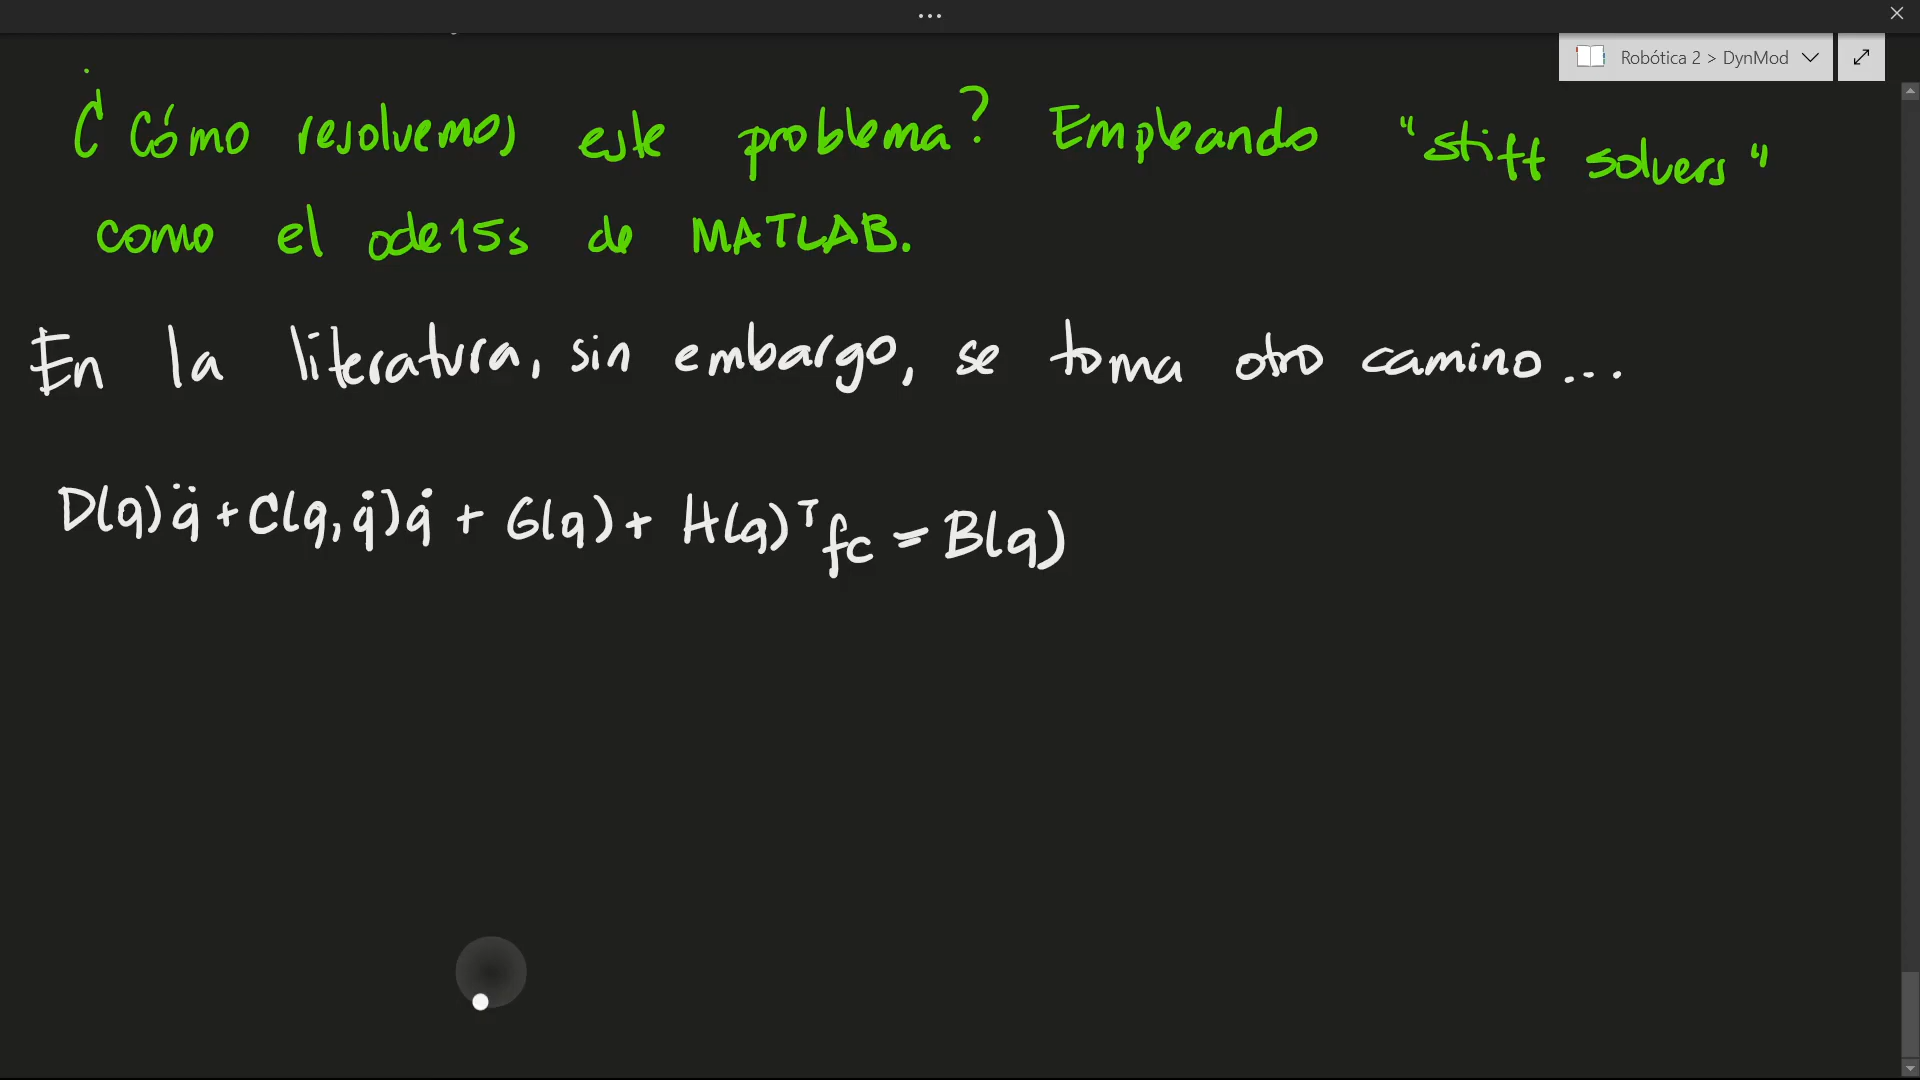 ...
Robótica 2 > DynMod
¿Cómo resolvemos este problema? Empleando "stiff solvers"
como el ode15s de MATLAB.
En la literatura, sin embargo, se toma otro camino...
D(q)q̈ + C(q, q̇)q̇ + G(q) + H(q)ᵀ fc = B(q)